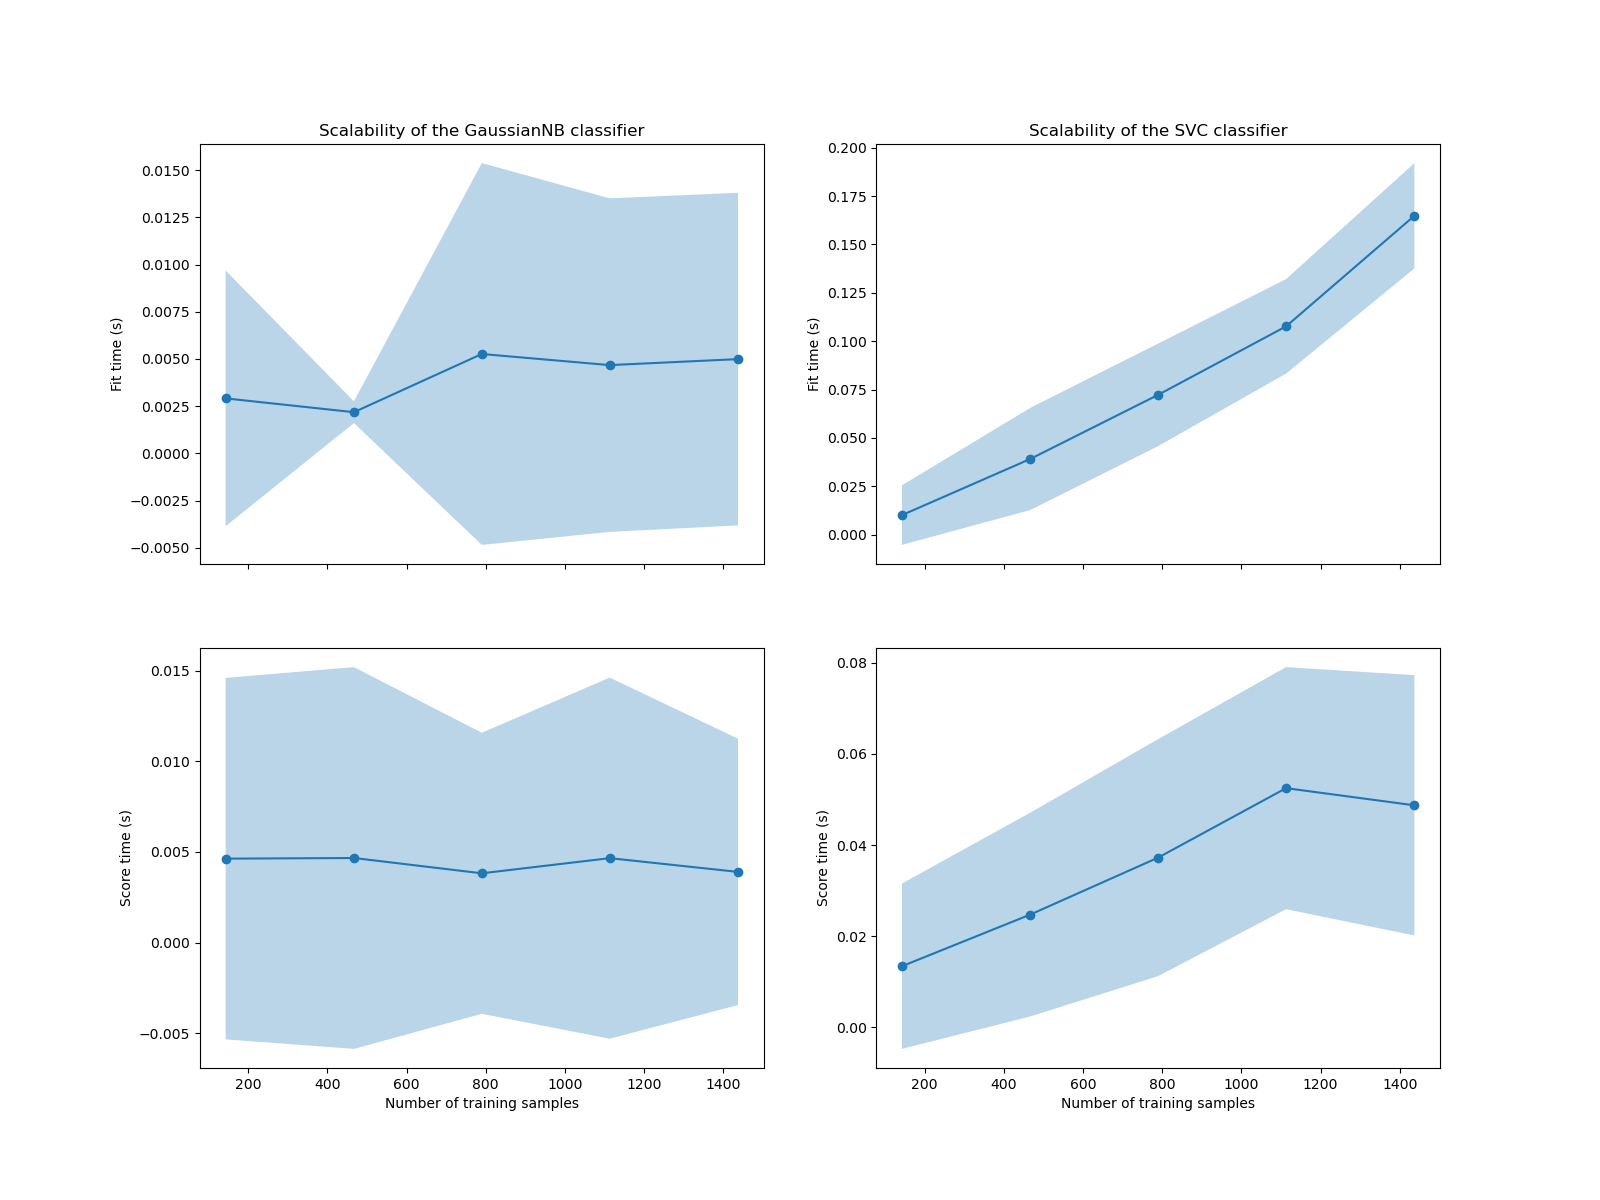 Scalability of the GaussianNB classifier
0.0150
0.0125
0.0100
0.0075
0.0050
0.0025
0.0000
−0.0025
−0.0050
Fit time (s)
Scalability of the SVC classifier
0.200
0.175
0.150
0.125
0.100
0.075
0.050
0.025
0.000
Fit time (s)
0.015
0.010
0.005
0.000
−0.005
Score time (s)
200 400 600 800 1000 1200 1400
Number of training samples
0.08
0.06
0.04
0.02
0.00
Score time (s)
200 400 600 800 1000 1200 1400
Number of training samples